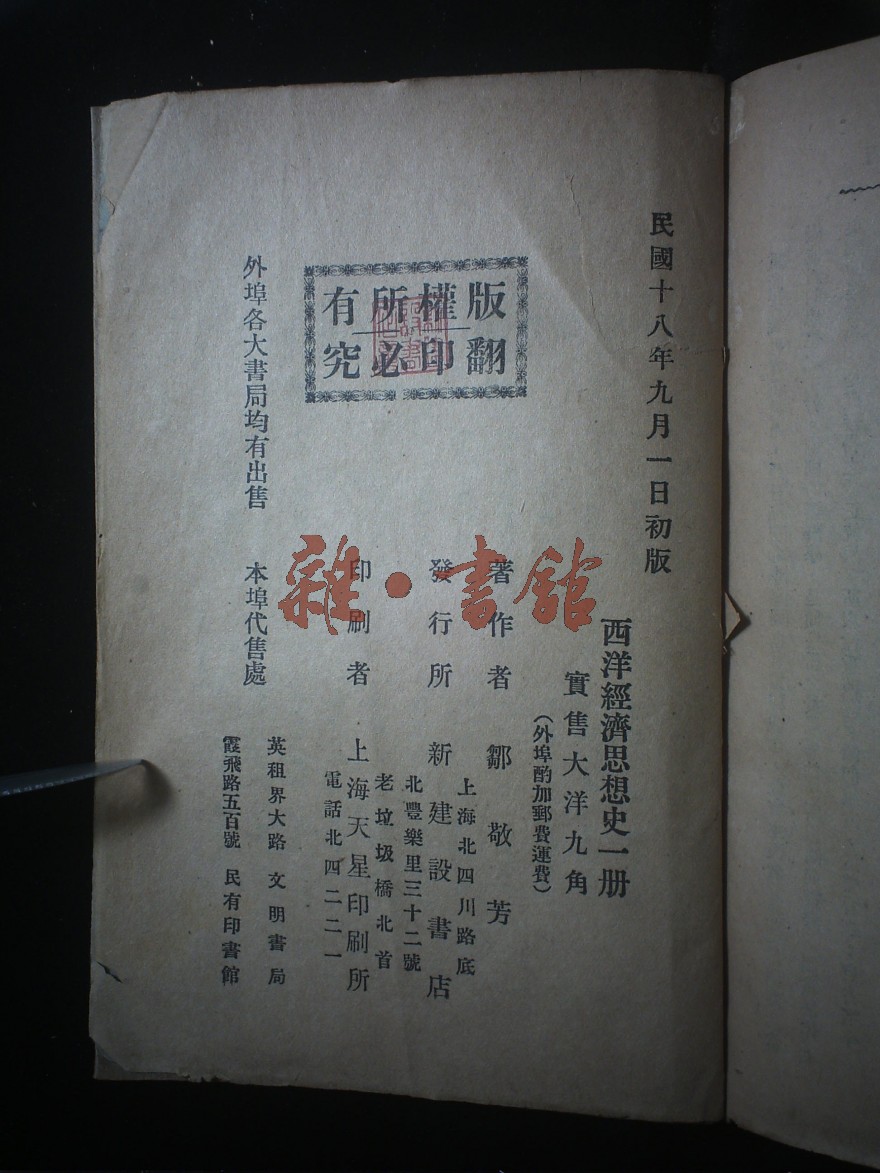 民國十八年九月一日初版
西洋經濟思想史一册
實售大洋九角
(外埠酌加郵費運費)
著作者 鄒敬芳
上海北四川路底
發行所 新建設書店
北豐樂里三十二號
老垃圾橋北首
印刷者 上海天星印刷所
電話北四二二一
版權所有
翻印必究
外埠各大書局均有出售
本埠代售處
英租界大路 文明書局
霞飛路五百號 民有印書館
雜·書館